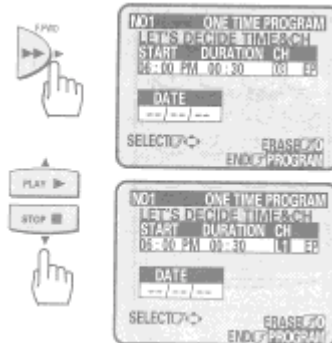 F.FWD
NO1 ONE TIME PROGRAM
LET'S DECIDE TIME&CH
START DURATION CH
06:00 PM 00:30 03 EP
DATE
--/--/--
SELECT
ERASE 0
END PROGRAM
PLAY
STOP
NO1 ONE TIME PROGRAM
LET'S DECIDE TIME&CH
START DURATION CH
06:00 PM 00:30 EP
DATE
--/--/--
SELECT
ERASE 0
END PROGRAM